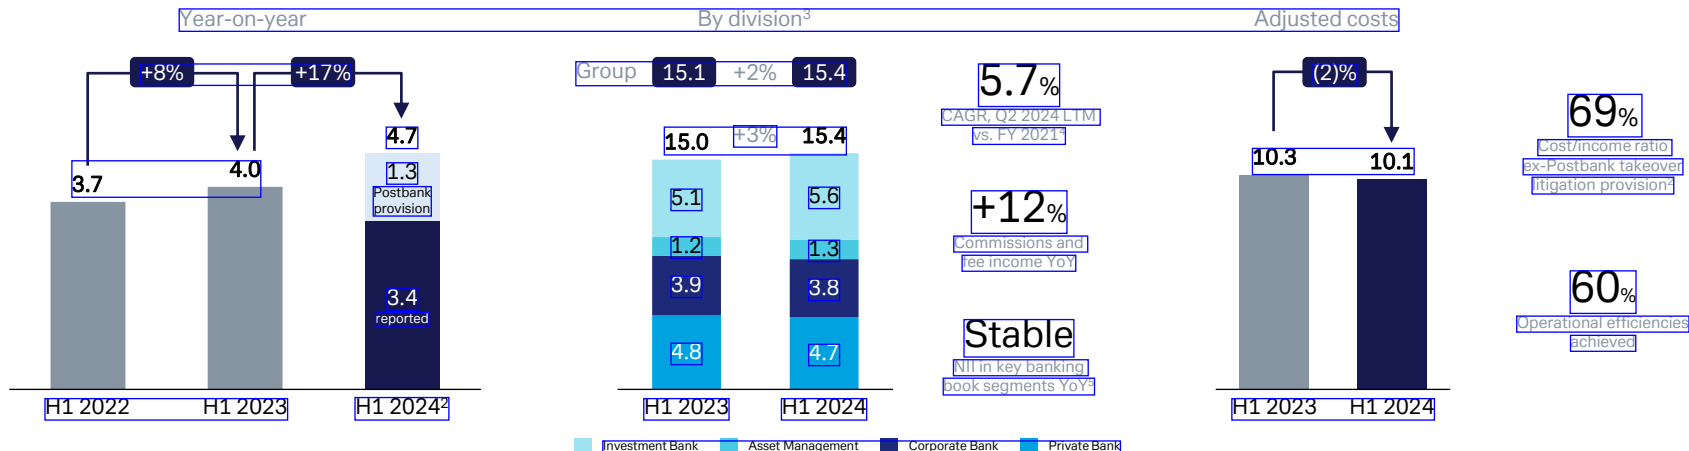 Year-on-year
By division³
Adjusted costs
+8%
+17%
3.7
4.0
4.7
1.3
Postbank
provision
3.4
reported
H1 2022
H1 2023
H1 2024²
Group 15.1 +2% 15.4
15.0 +3% 15.4
5.1
5.6
1.2
1.3
3.9
3.8
4.8
4.7
H1 2023
H1 2024
Investment Bank
Asset Management
Corporate Bank
Private Bank
5.7%
CAGR, Q2 2024 LTM
vs. FY 2021⁴
+12%
Commissions and
fee income YoY
Stable
NII in key banking
book segments YoY⁵
(2)%
10.3
10.1
H1 2023
H1 2024
69%
Cost/income ratio
ex-Postbank takeover
litigation provision²
60%
Operational efficiencies
achieved